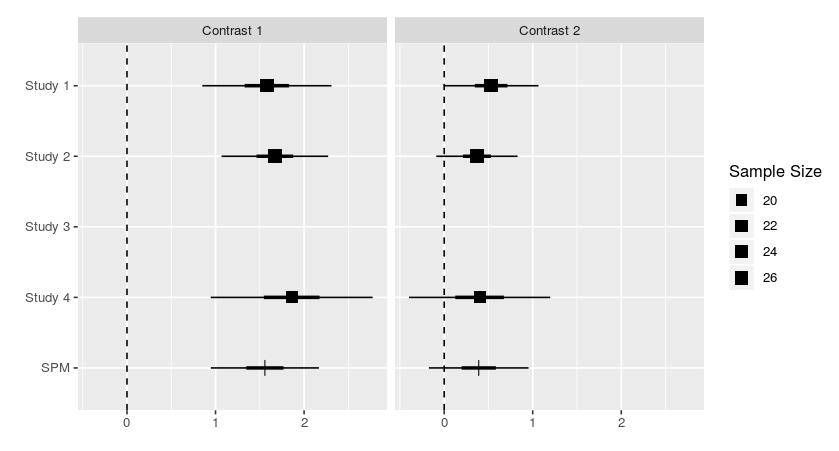 Contrast 1
Contrast 2
Study 1
Study 2
Study 3
Study 4
SPM
0
1
2
0
1
2
Sample Size
20
22
24
26